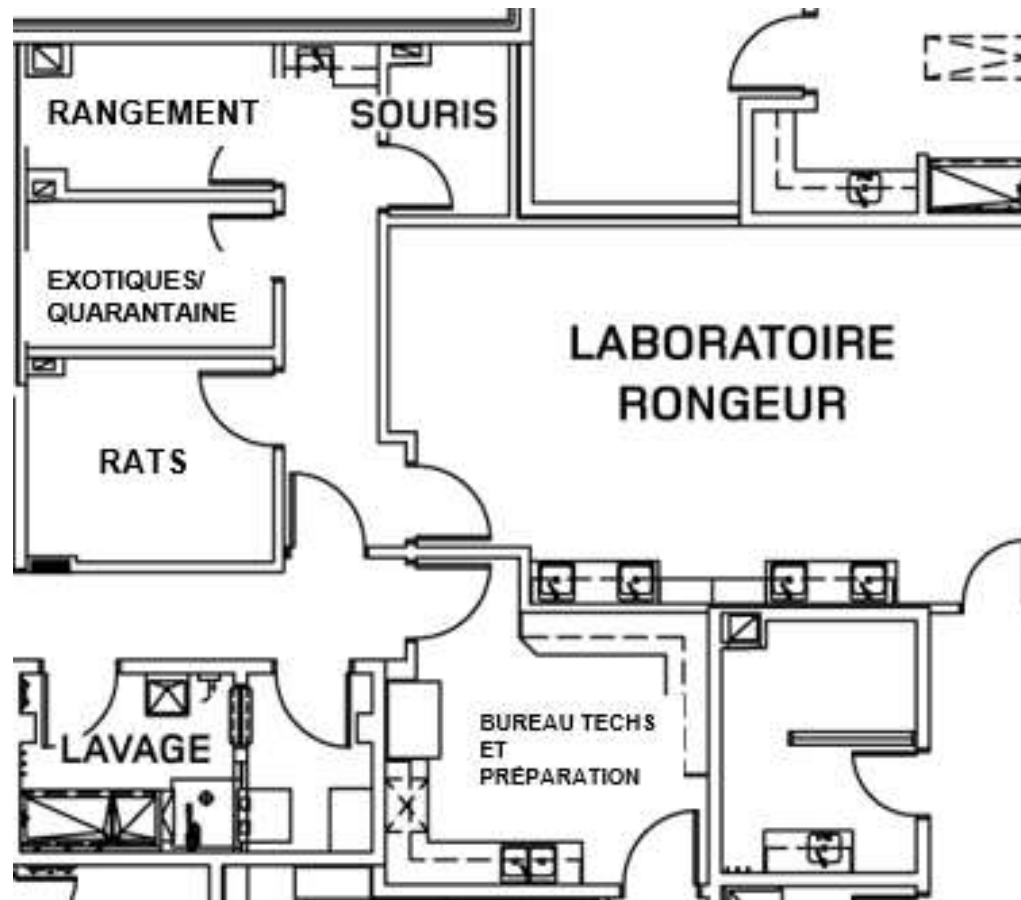 RANGEMENT
SOURIS
EXOTIQUES/
QUARANTAINE
LABORATOIRE
RONGEUR
RATS
BUREAU TECHS
ET
PRÉPARATION
LAVAGE